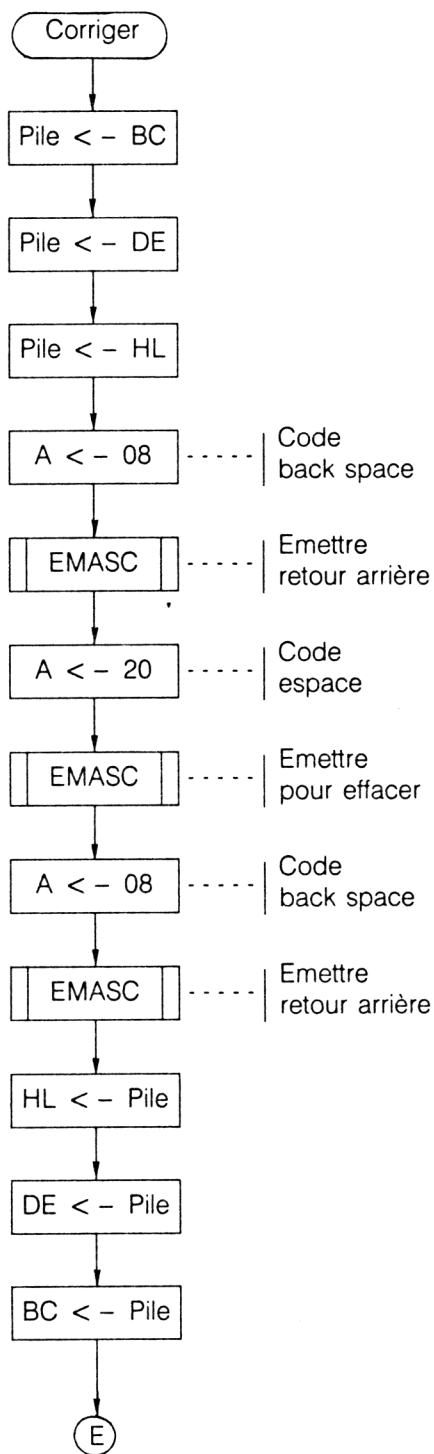 Corriger
Pile < – BC
Pile < – DE
Pile < – HL
A < – 08
Code
back space
EMASC
Emettre
retour arrière
A < – 20
Code
espace
EMASC
Emettre
pour effacer
A < – 08
Code
back space
EMASC
Emettre
retour arrière
HL < – Pile
DE < – Pile
BC < – Pile
E